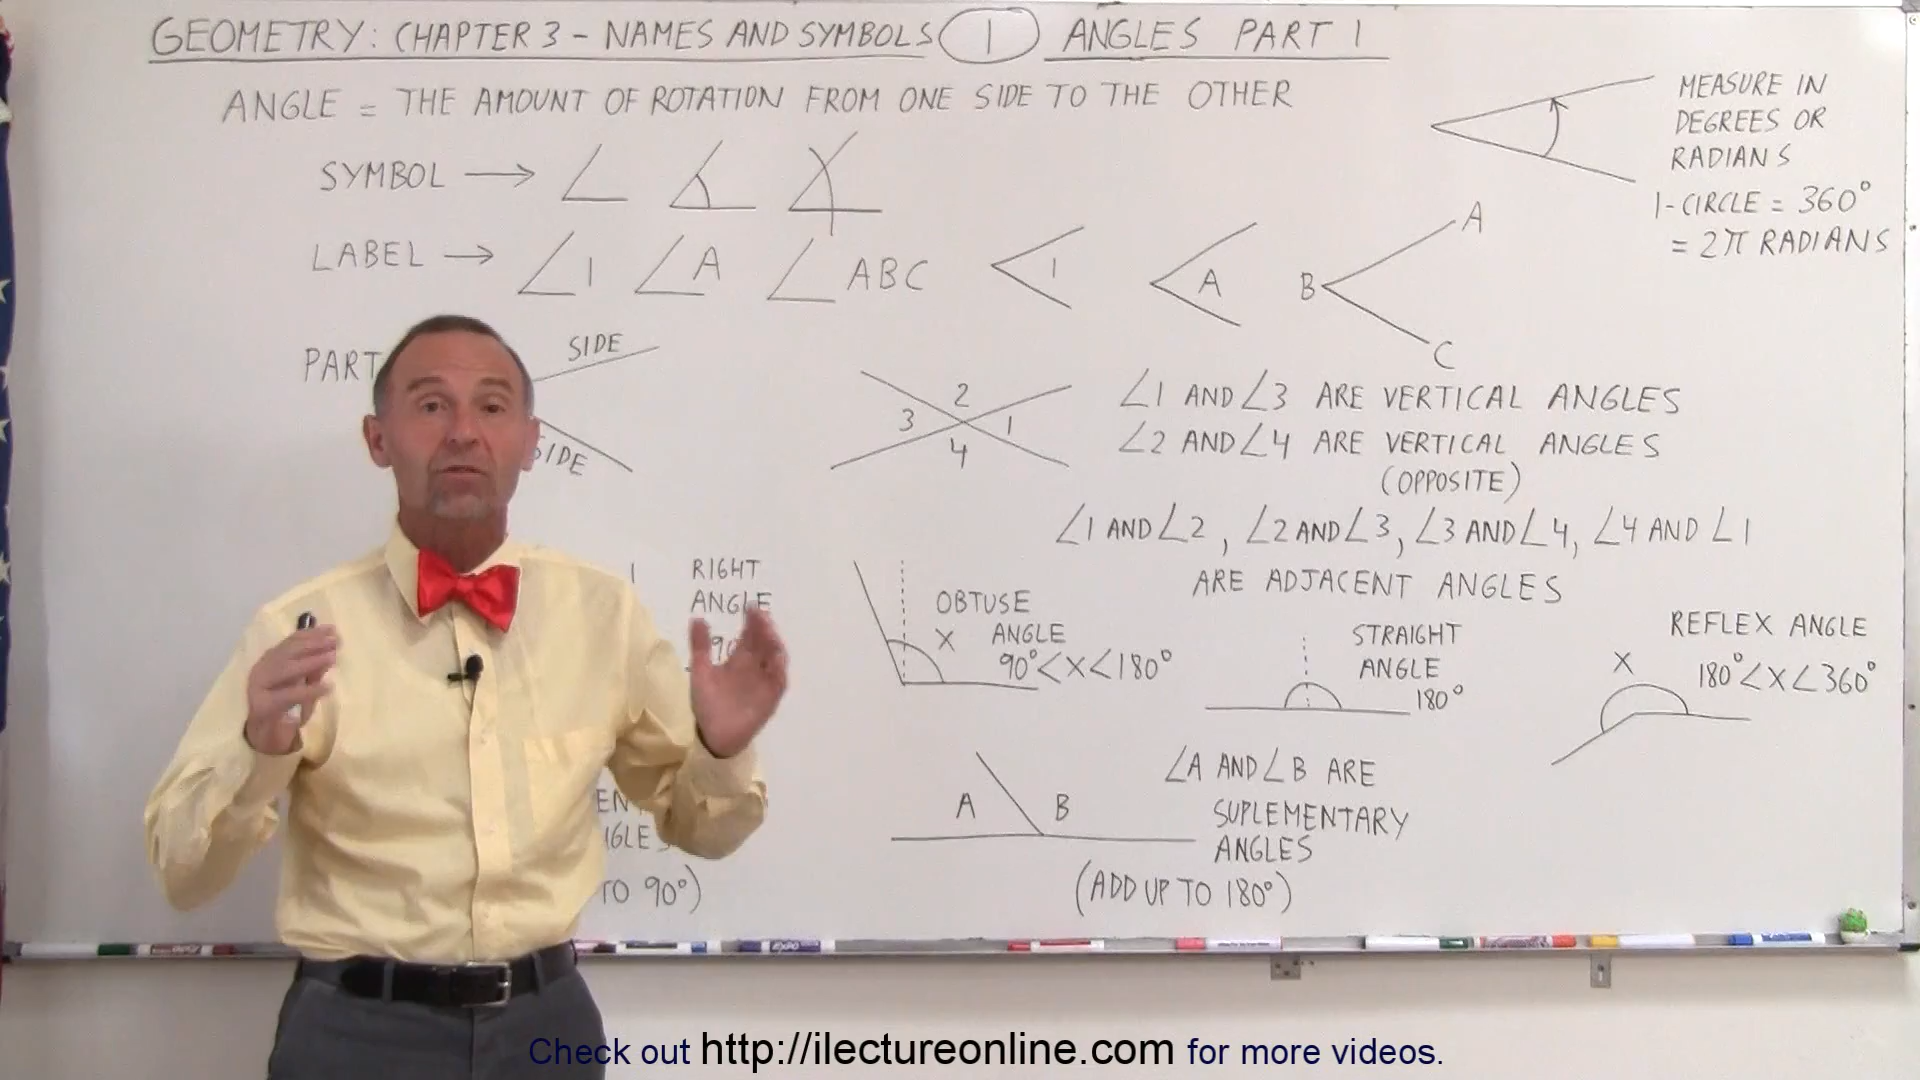 GEOMETRY: CHAPTER 3 - NAMES AND SYMBOLS 1 ANGLES PART 1
ANGLE = THE AMOUNT OF ROTATION FROM ONE SIDE TO THE OTHER
MEASURE IN
DEGREES OR
RADIANS
1-CIRCLE = 360°
= 2π RADIANS
SYMBOL → ∠ ∡ ∢
LABEL → ∠1 ∠A ∠ABC
1
A
A
B
C
PART
SIDE
SIDE
2
3 1
4
∠1 AND ∠3 ARE VERTICAL ANGLES
∠2 AND ∠4 ARE VERTICAL ANGLES
(OPPOSITE)
∠1 AND ∠2, ∠2 AND ∠3, ∠3 AND ∠4, ∠4 AND ∠1
ARE ADJACENT ANGLES
RIGHT
ANGLE
90
OBTUSE
ANGLE
X
90°<X<180°
STRAIGHT
ANGLE
180°
REFLEX ANGLE
X
180°<X<360°
TO 90°)
A B
∠A AND ∠B ARE
SUPLEMENTARY
ANGLES
(ADD UP TO 180°)
Check out http://ilectureonline.com for more videos.